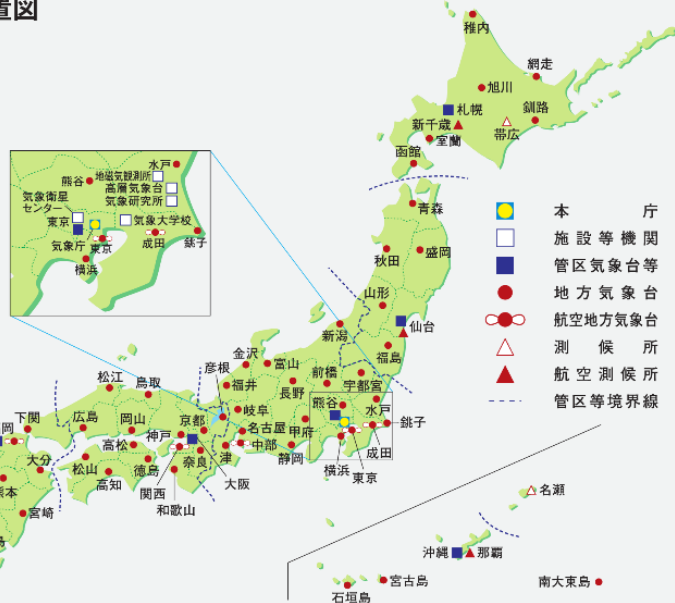 置図
稚内
網走
旭川
札幌
釧路
新千歳
帯広
室蘭
函館
水戸
地磁気観測所
熊谷
高層気象台
気象研究所
気象衛星
センター
東京
気象大学校
気象庁
東京
成田
銚子
横浜
青森
秋田
盛岡
山形
仙台
新潟
福島
本庁
施設等機関
管区気象台等
地方気象台
航空地方気象台
測候所
航空測候所
管区等境界線
金沢
富山
彦根
福井
長野
前橋
宇都宮
松江
鳥取
岐阜
熊谷
水戸
岡
下関
広島
岡山
京都
名古屋
甲府
銚子
神戸
中部
高松
津
静岡
成田
大分
松山
徳島
奈良
横浜
東京
高知
関西
大阪
熊本
和歌山
宮崎
島
名瀬
沖縄
那覇
宮古島
南大東島
石垣島